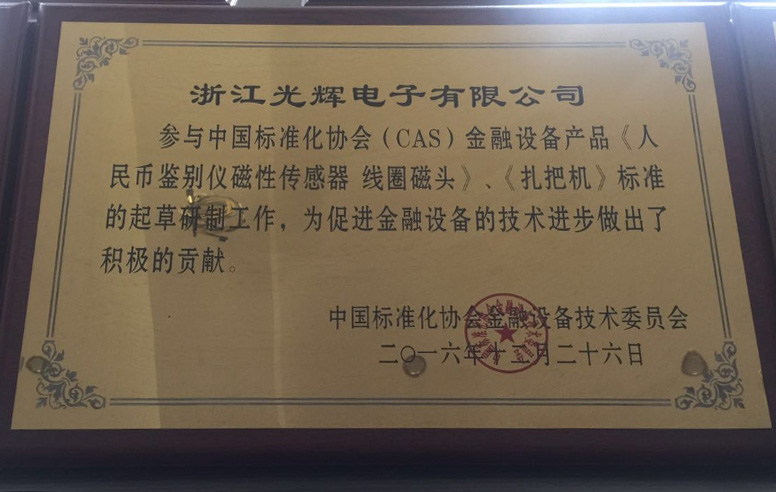 浙江光辉电子有限公司
参与中国标准化协会(CAS)金融设备产品《人
民币鉴别仪磁性传感器 线圈磁头》、《扎把机》标准
的起草研制工作，为促进金融设备的技术进步做出了
积极的贡献。
中国标准化协会金融设备技术委员会
二〇一六年十二月二十六日